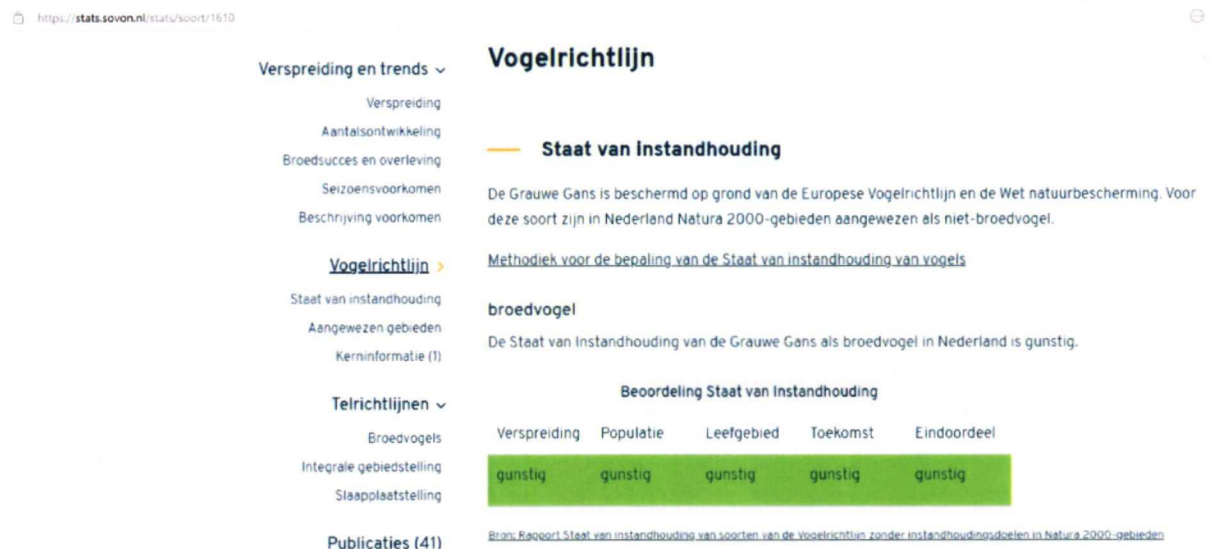 https://stats.sovon.nl/stats/soort/1610
Verspreiding en trends
Verspreiding
Aantalsontwikkeling
Broedsucces en overleving
Seizoensvoorkomen
Beschrijving voorkomen
Vogelrichtlijn
Staat van instandhouding
Aangewezen gebieden
Kerninformatie (1)
Telrichtlijnen
Broedvogels
Integrale gebiedstelling
Slaapplaatstelling
Publicaties (41)
Vogelrichtlijn
Staat van instandhouding
De Grauwe Gans is beschermd op grond van de Europese Vogelrichtlijn en de Wet natuurbescherming. Voor
deze soort zijn in Nederland Natura 2000-gebieden aangewezen als niet-broedvogel.
Methodiek voor de bepaling van de Staat van instandhouding van vogels
broedvogel
De Staat van Instandhouding van de Grauwe Gans als broedvogel in Nederland is gunstig.
Beoordeling Staat van Instandhouding
Verspreiding Populatie Leefgebied Toekomst Eindoordeel
gunstig gunstig gunstig gunstig gunstig
Bron: Rapport Staat van instandhouding van soorten van de Vogelrichtlijn zonder instandhoudingsdoelen in Natura 2000-gebieden